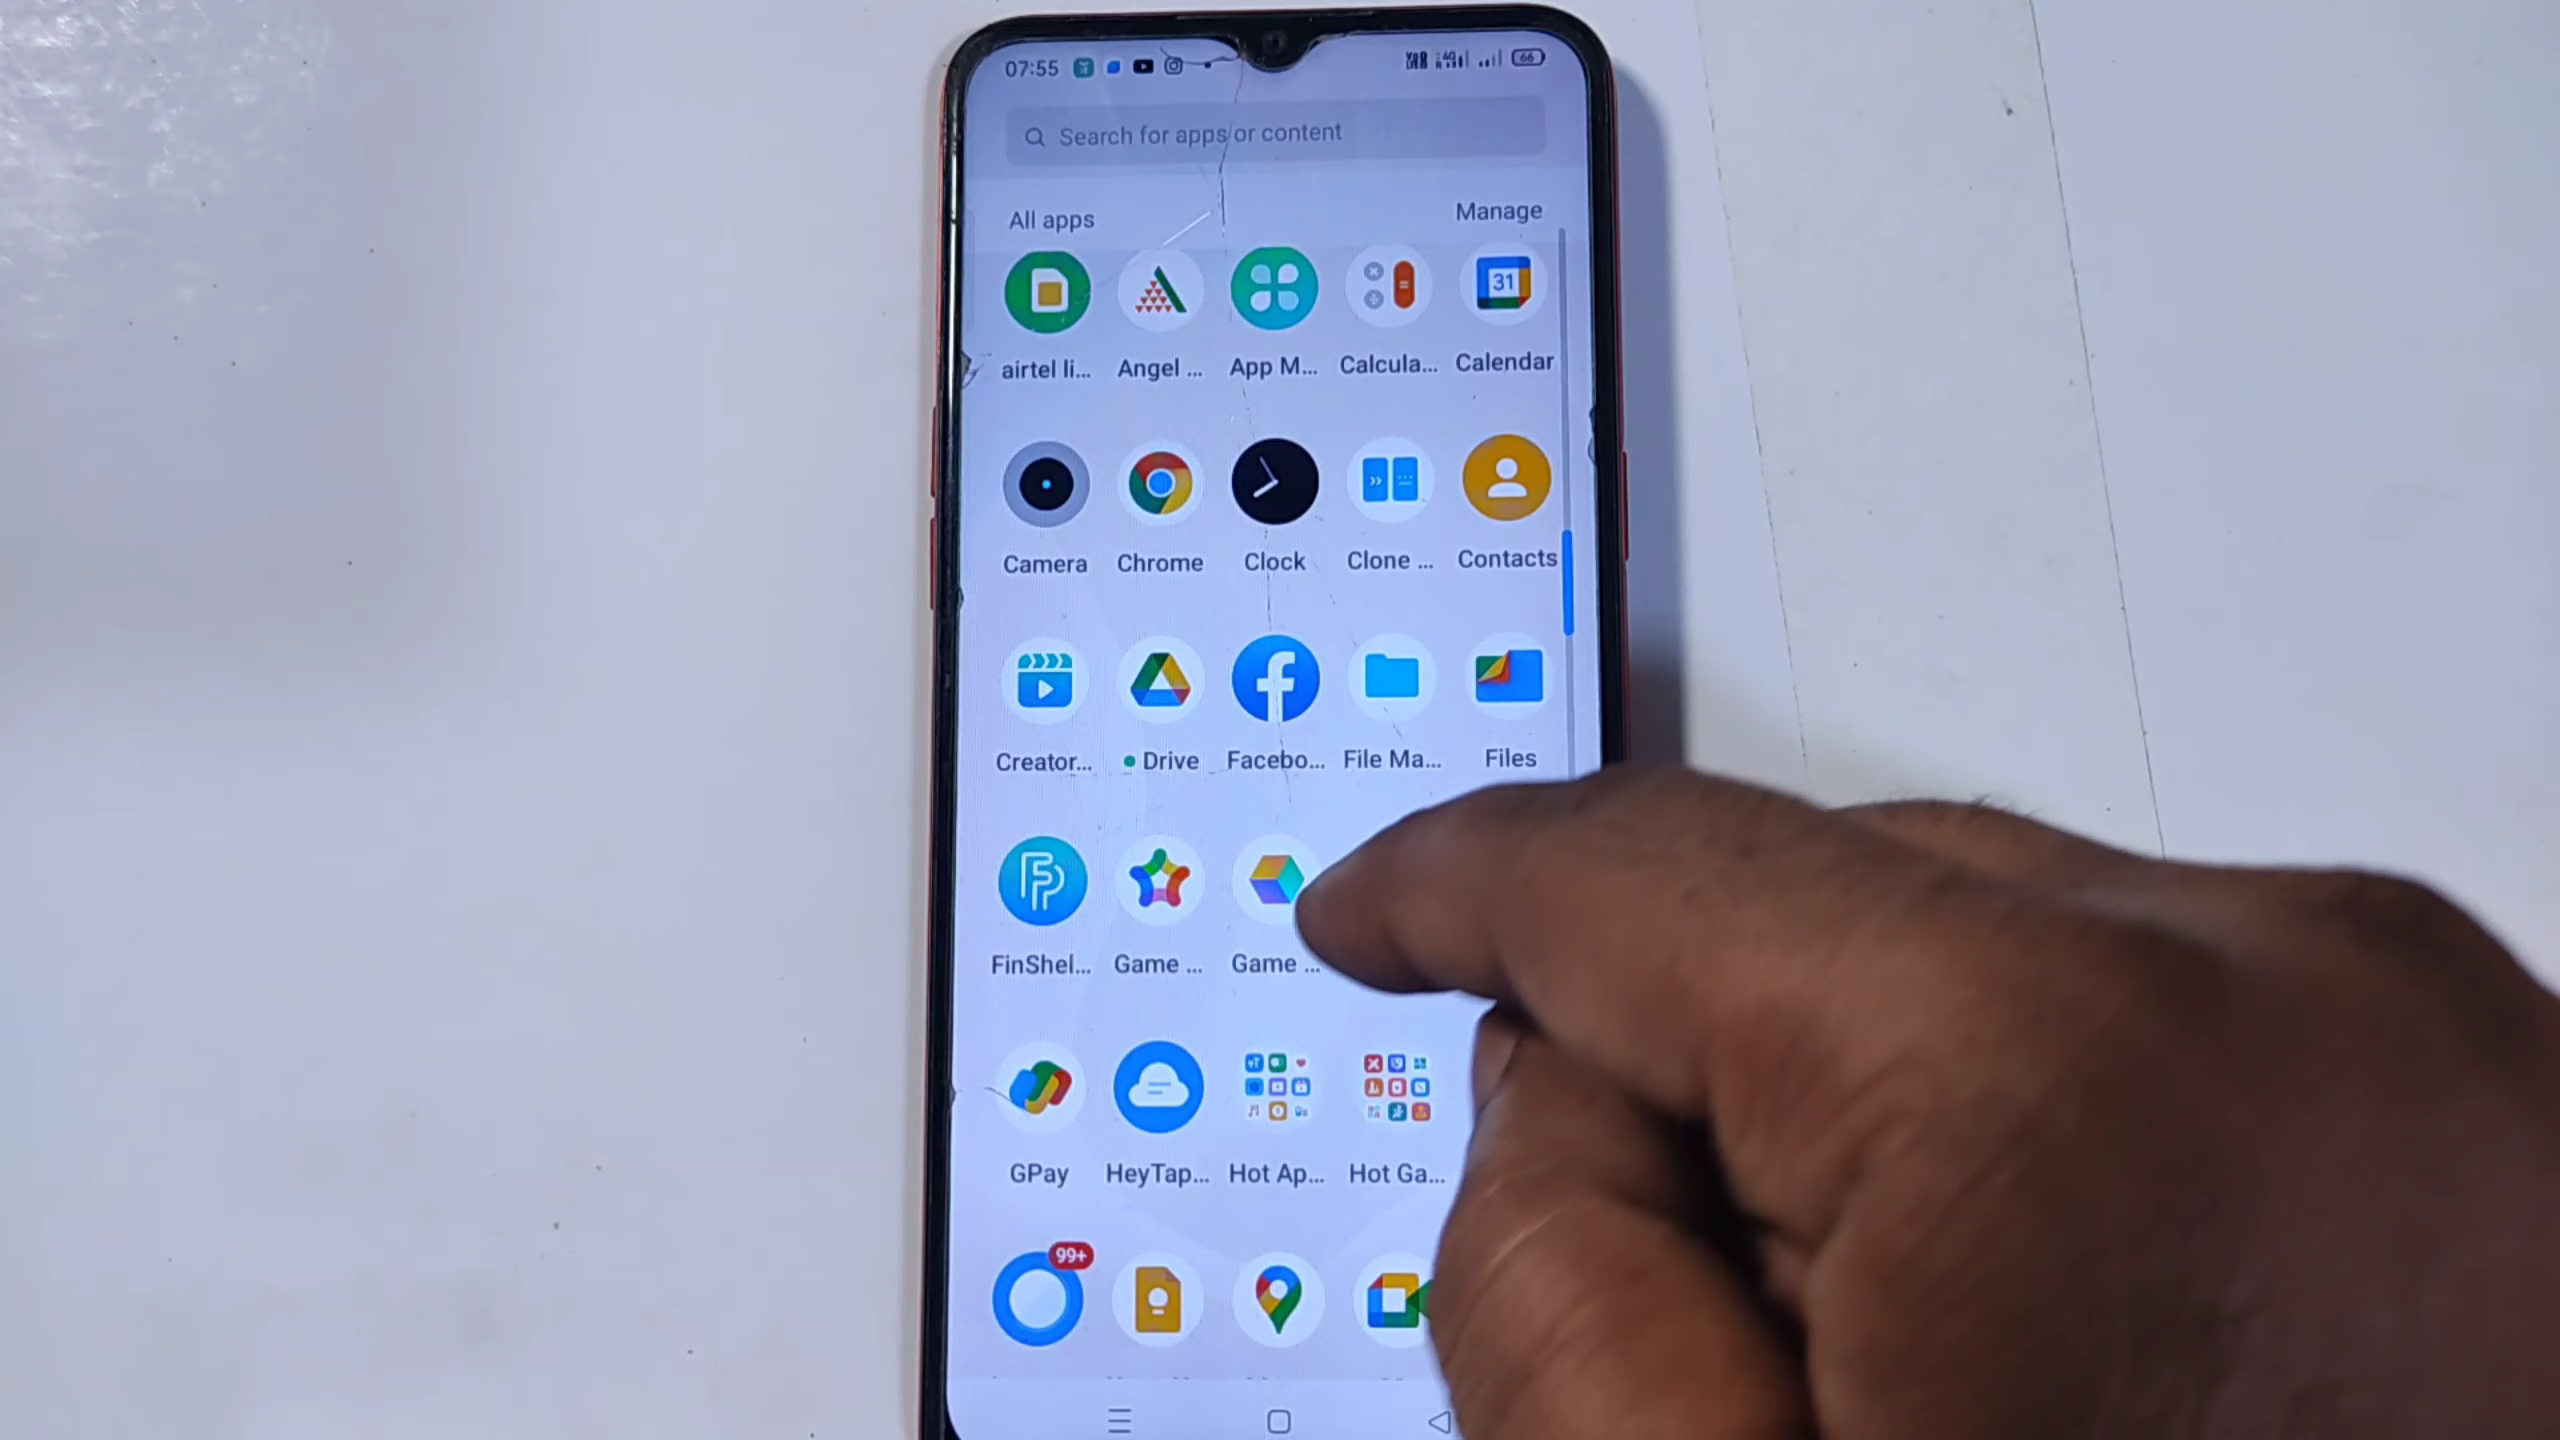 07:55
66
Search for apps or content
All apps
Manage
31
airtel li... Angel ... App M... Calcula... Calendar
Camera Chrome Clock Clone ... Contacts
Creator... Drive Facebo... File Ma... Files
FinShel... Game ... Game ...
GPay HeyTap... Hot Ap... Hot Ga...
99+